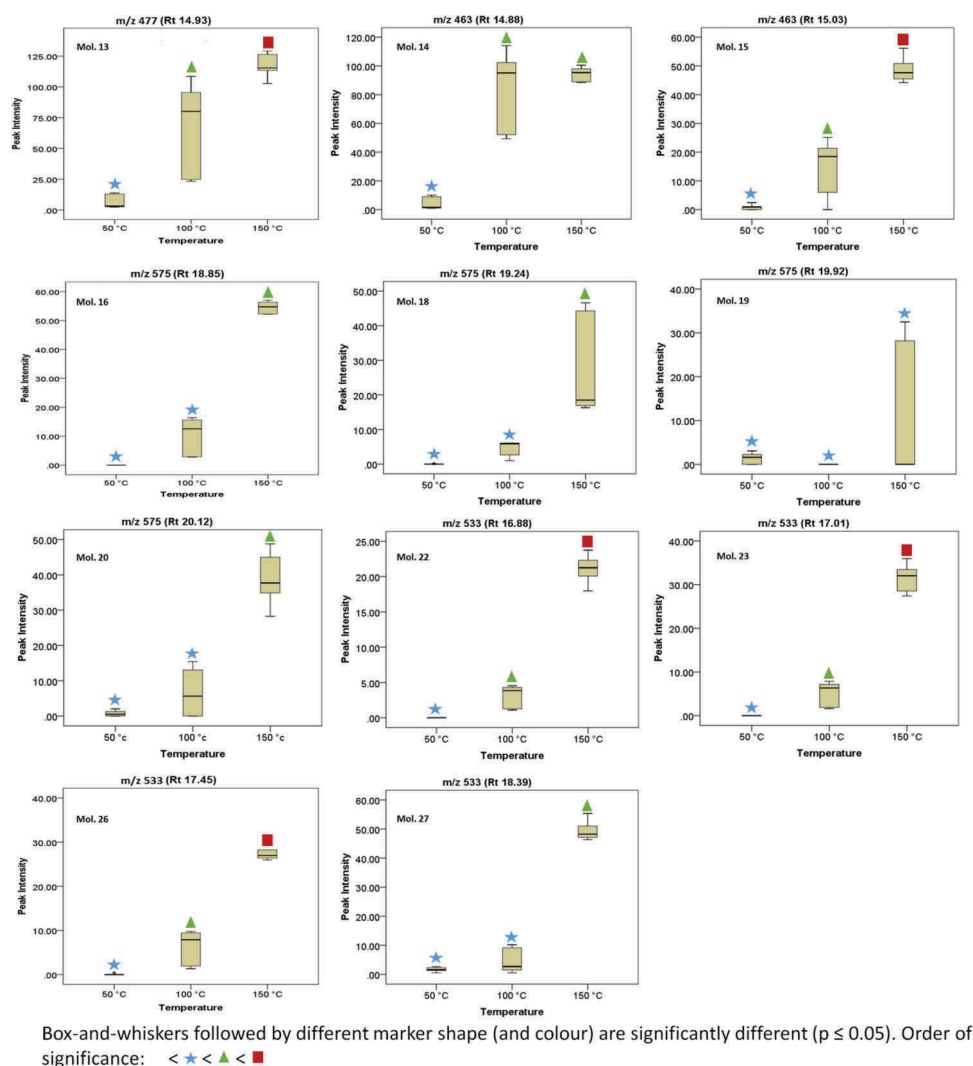 m/z 477 (Rt 14.93)
Mol. 13
Peak Intensity
125.00
100.00
75.00
50.00
25.00
.00
50 °C
100 °C
150 °C
Temperature
m/z 463 (Rt 14.88)
Mol. 14
Peak Intensity
120.00
100.00
80.00
60.00
40.00
20.00
.00
50 °C
100 °C
150 °C
Temperature
m/z 463 (Rt 15.03)
Mol. 15
Peak Intensity
60.00
50.00
40.00
30.00
20.00
10.00
.00
50 °C
100 °C
150 °C
Temperature
m/z 575 (Rt 18.85)
Mol. 16
Peak Intensity
60.00
50.00
40.00
30.00
20.00
10.00
.00
50 °C
100 °C
150 °C
Temperature
m/z 575 (Rt 19.24)
Mol. 18
Peak Intensity
50.00
40.00
30.00
20.00
10.00
.00
50 °C
100 °C
150 °C
Temperature
m/z 575 (Rt 19.92)
Mol. 19
Peak Intensity
40.00
30.00
20.00
10.00
.00
50 °C
100 °C
150 °C
Temperature
m/z 575 (Rt 20.12)
Mol. 20
Peak Intensity
50.00
40.00
30.00
20.00
10.00
.00
50 °C
100 °c
150 °c
Temperature
m/z 533 (Rt 16.88)
Mol. 22
Peak Intensity
25.00
20.00
15.00
10.00
5.00
.00
50 °C
100 °C
150 °C
Temperature
m/z 533 (Rt 17.01)
Mol. 23
Peak Intensity
40.00
30.00
20.00
10.00
.00
50 °C
100 °C
150 °C
Temperature
m/z 533 (Rt 17.45)
Mol. 26
Peak Intensity
40.00
30.00
20.00
10.00
.00
50 °C
100 °C
150 °C
Temperature
m/z 533 (Rt 18.39)
Mol. 27
Peak Intensity
60.00
50.00
40.00
30.00
20.00
10.00
.00
50 °C
100 °C
150 °C
Temperature
Box-and-whiskers followed by different marker shape (and colour) are significantly different (p ≤ 0.05). Order of
significance: < ★ < ▲ < ■